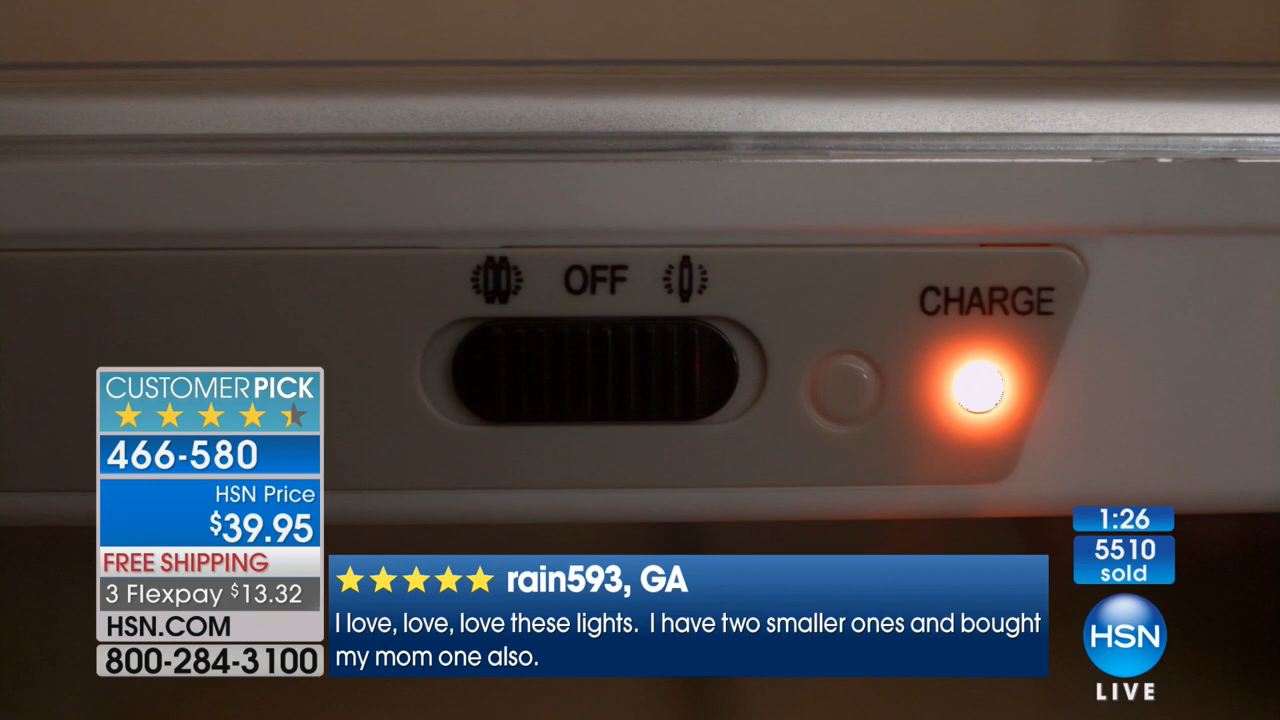 OFF
CHARGE
CUSTOMER PICK
466-580
HSN Price
$39.95
FREE SHIPPING
3 Flexpay $13.32
HSN.COM
800-284-3100
rain593, GA
I love, love, love these lights. I have two smaller ones and bought
my mom one also.
1:26
5510
sold
HSN
LIVE